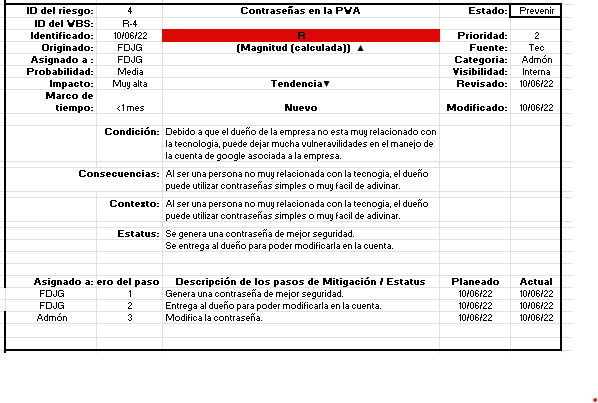 ID del riesgo: 4 Contraseñas en la PWA Estado: Prevenir
ID del WBS: R-4
Identificado: 10/06/22 R Prioridad: 2
Originado: FDJG (Magnitud (calculada)) ▲ Fuente: Tec
Asignado a : FDJG Categoria: Admón
Probabilidad: Media Visibilidad: Interna
Impacto: Muy alta Tendencia▼ Revisado: 10/06/22
Marco de
tiempo: <1 mes Nuevo Modificado: 10/06/22
Condición: Debido a que el dueño de la empresa no esta muy relacionado con
la tecnologia, puede dejar mucha vulneravilidades en el manejo de
la cuenta de google asociada a la empresa.
Consecuencias: Al ser una persona no muy relacionada con la tecnogia, el dueño
puede utilizar contraseñas simples o muy facil de adivinar.
Contexto: Al ser una persona no muy relacionada con la tecnogia, el dueño
puede utilizar contraseñas simples o muy facil de adivinar.
Estatus: Se genera una contraseña de mejor seguridad.
Se entrega al dueño para poder modificarla en la cuenta.
Asignado a: ero del paso Descripción de los pasos de Mitigación / Estatus Planeado Actual
FDJG 1 Genera una contraseña de mejor seguridad. 10/06/22 10/06/22
FDJG 2 Entrega al dueño para poder modificarla en la cuenta. 10/06/22 10/06/22
Admón 3 Modifica la contraseña. 10/06/22 10/06/22